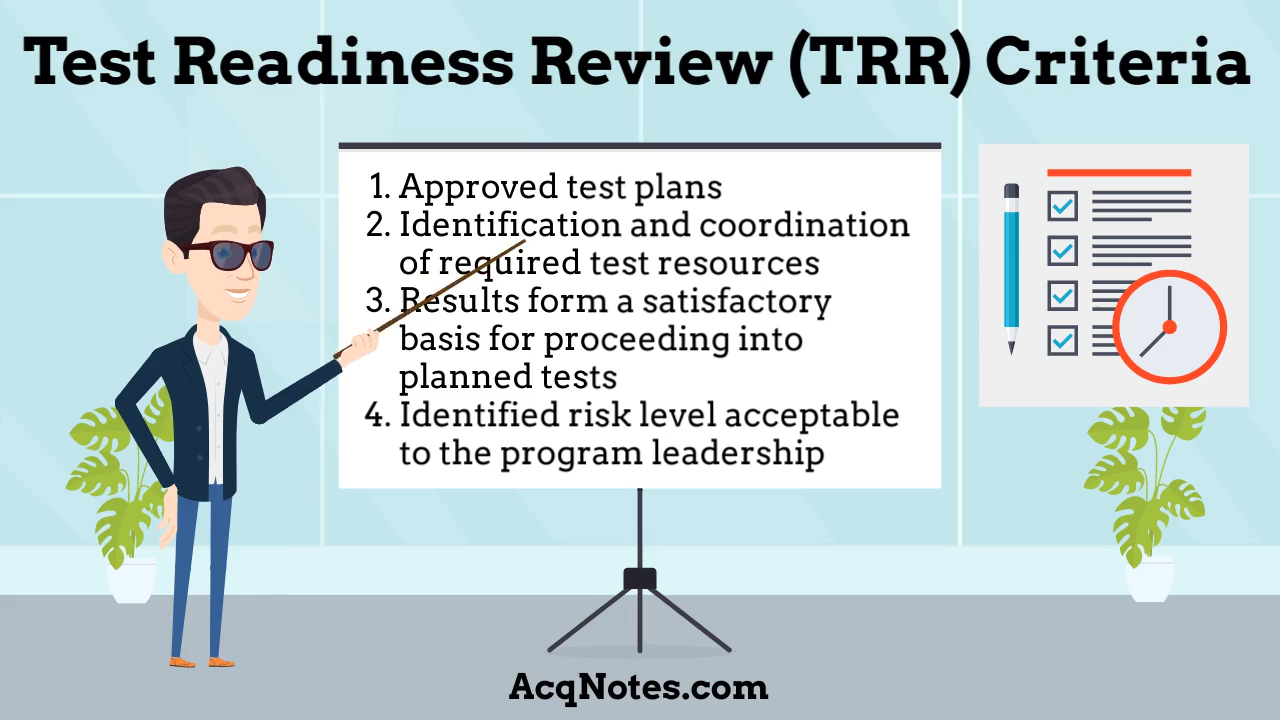 Test Readiness Review (TRR) Criteria
1. Approved test plans
2. Identification and coordination
of required test resources
3. Results form a satisfactory
basis for proceeding into
planned tests
4. Identified risk level acceptable
to the program leadership
AcqNotes.com